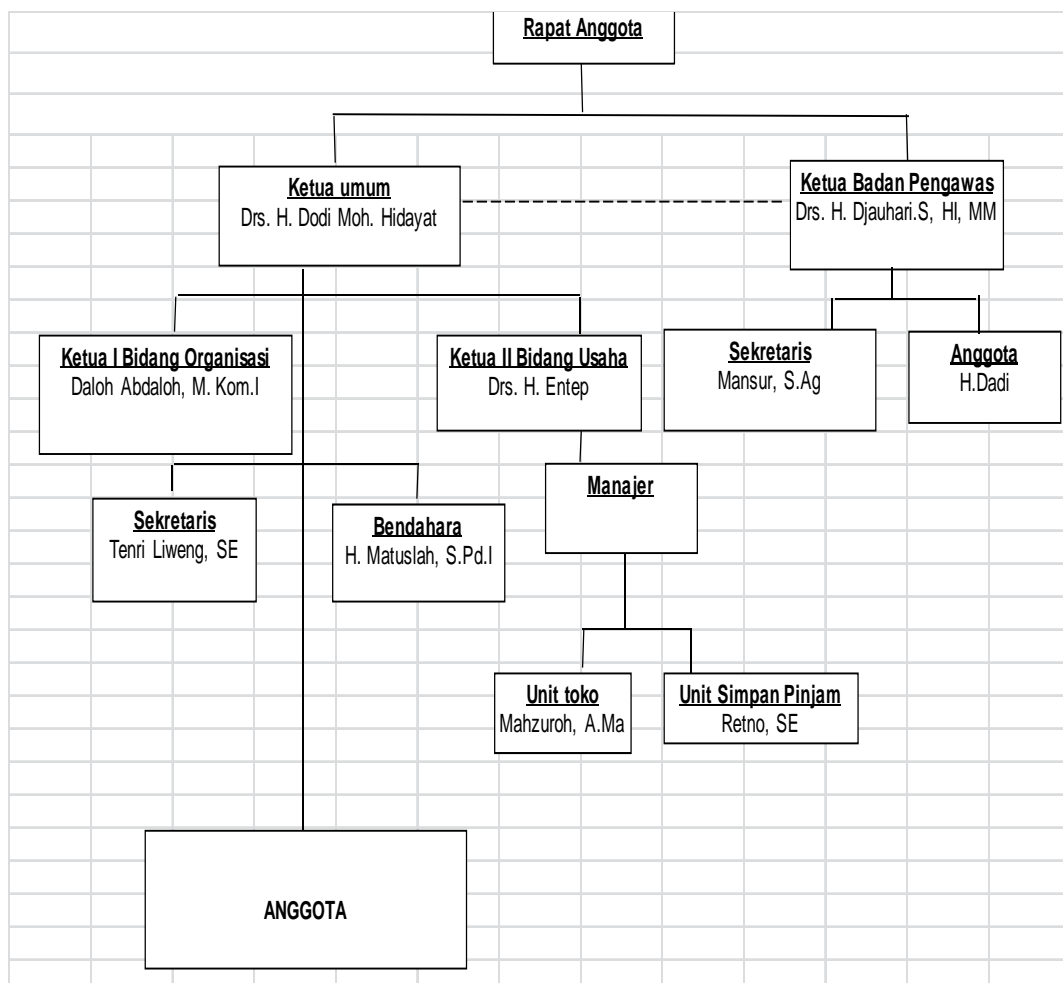 Rapat Anggota
Ketua umum
Drs. H. Dodi Moh. Hidayat
Ketua Badan Pengawas
Drs. H. Djauhari.S, HI, MM
Ketua I Bidang Organisasi
Daloh Abdaloh, M. Kom.I
Ketua II Bidang Usaha
Drs. H. Entep
Sekretaris
Mansur, S.Ag
Anggota
H.Dadi
Sekretaris
Tenri Liweng, SE
Bendahara
H. Matuslah, S.Pd.I
Manajer
Unit toko
Mahzuroh, A.Ma
Unit Simpan Pinjam
Retno, SE
ANGGOTA